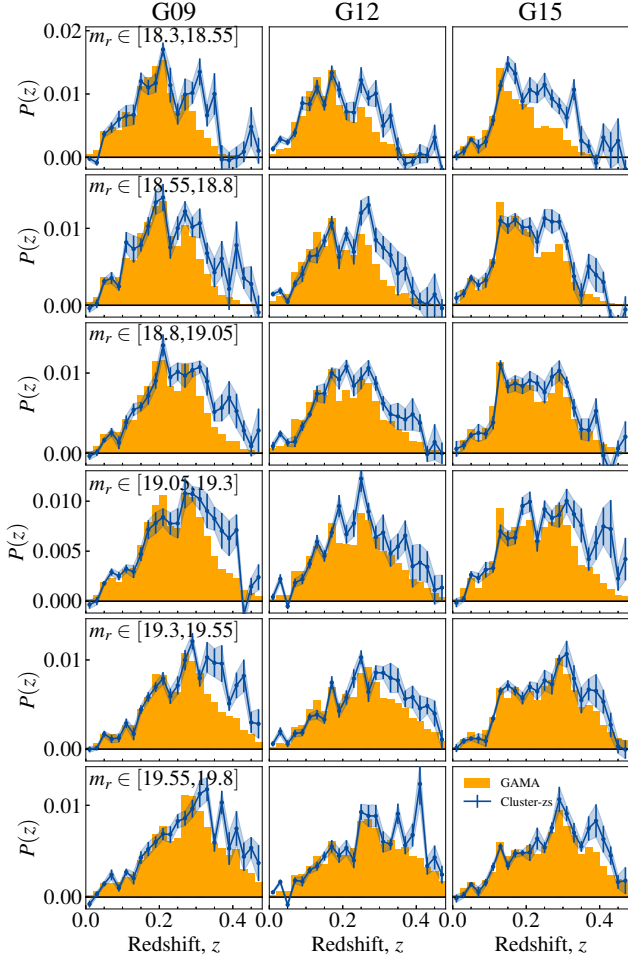 G09 G12 G15
m_r ∈ [18.3,18.55]
P(z)
0.02
0.01
0.00
m_r ∈ [18.55,18.8]
P(z)
0.01
0.00
m_r ∈ [18.8,19.05]
P(z)
0.01
0.00
m_r ∈ [19.05,19.3]
P(z)
0.010
0.005
0.000
m_r ∈ [19.3,19.55]
P(z)
0.01
0.00
m_r ∈ [19.55,19.8]
P(z)
0.01
0.00
GAMA
Cluster-zs
0.0 0.2 0.4 0.0 0.2 0.4 0.0 0.2 0.4
Redshift, z Redshift, z Redshift, z